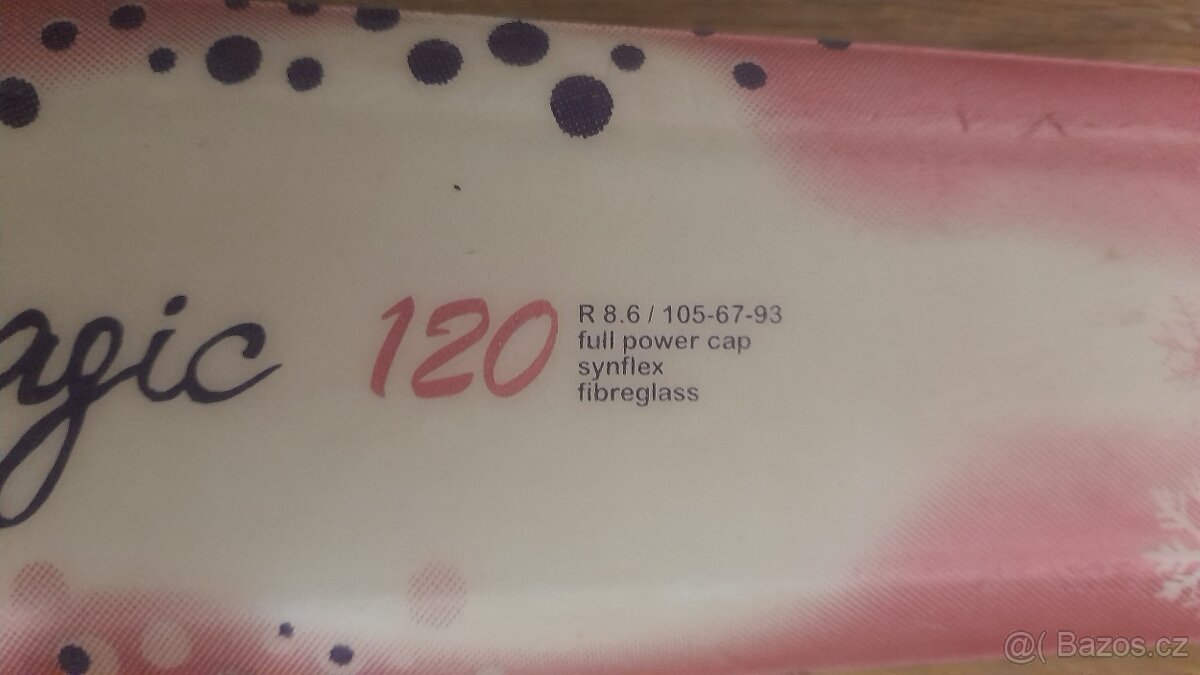 agic 120
R 8.6 / 105-67-93
full power cap
synflex
fibreglass
@( Bazos.cz